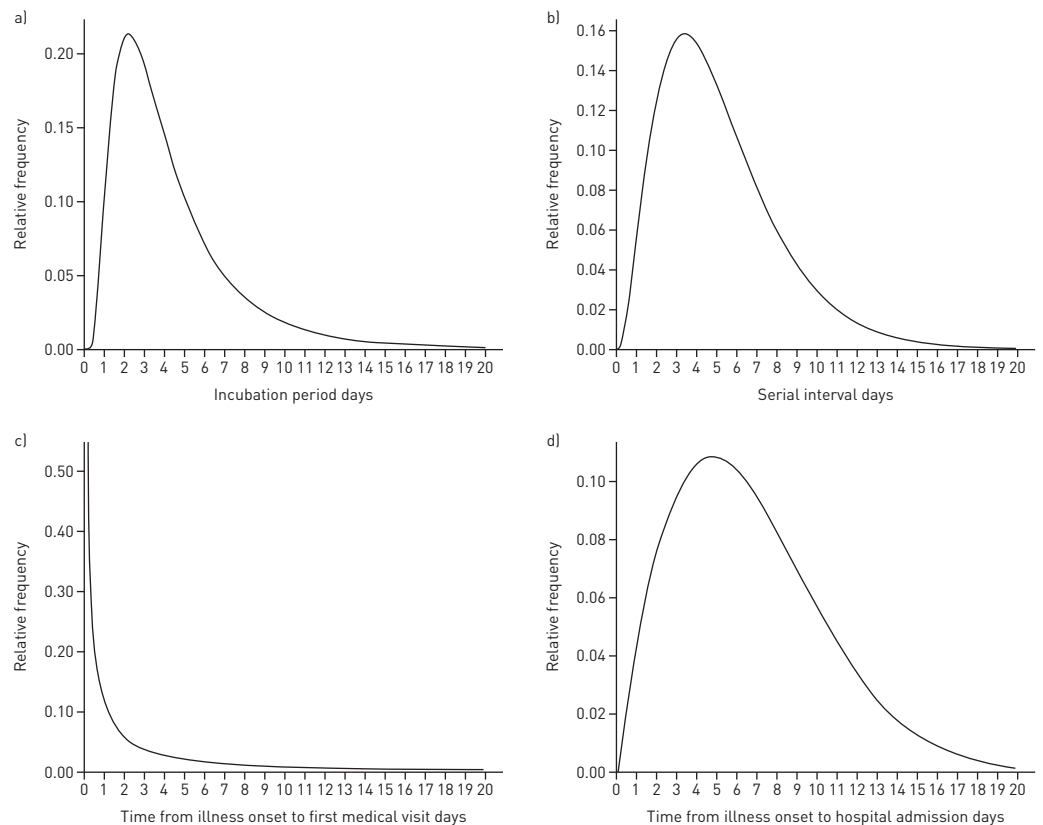 a)
0.20
0.15
0.10
0.05
0.00
Relative frequency
0 1 2 3 4 5 6 7 8 9 10 11 12 13 14 15 16 17 18 19 20
Incubation period days
b)
0.16
0.14
0.12
0.10
0.08
0.06
0.04
0.02
0.00
Relative frequency
0 1 2 3 4 5 6 7 8 9 10 11 12 13 14 15 16 17 18 19 20
Serial interval days
c)
0.50
0.40
0.30
0.20
0.10
0.00
Relative frequency
0 1 2 3 4 5 6 7 8 9 10 11 12 13 14 15 16 17 18 19 20
Time from illness onset to first medical visit days
d)
0.10
0.08
0.06
0.04
0.02
0.00
Relative frequency
0 1 2 3 4 5 6 7 8 9 10 11 12 13 14 15 16 17 18 19 20
Time from illness onset to hospital admission days